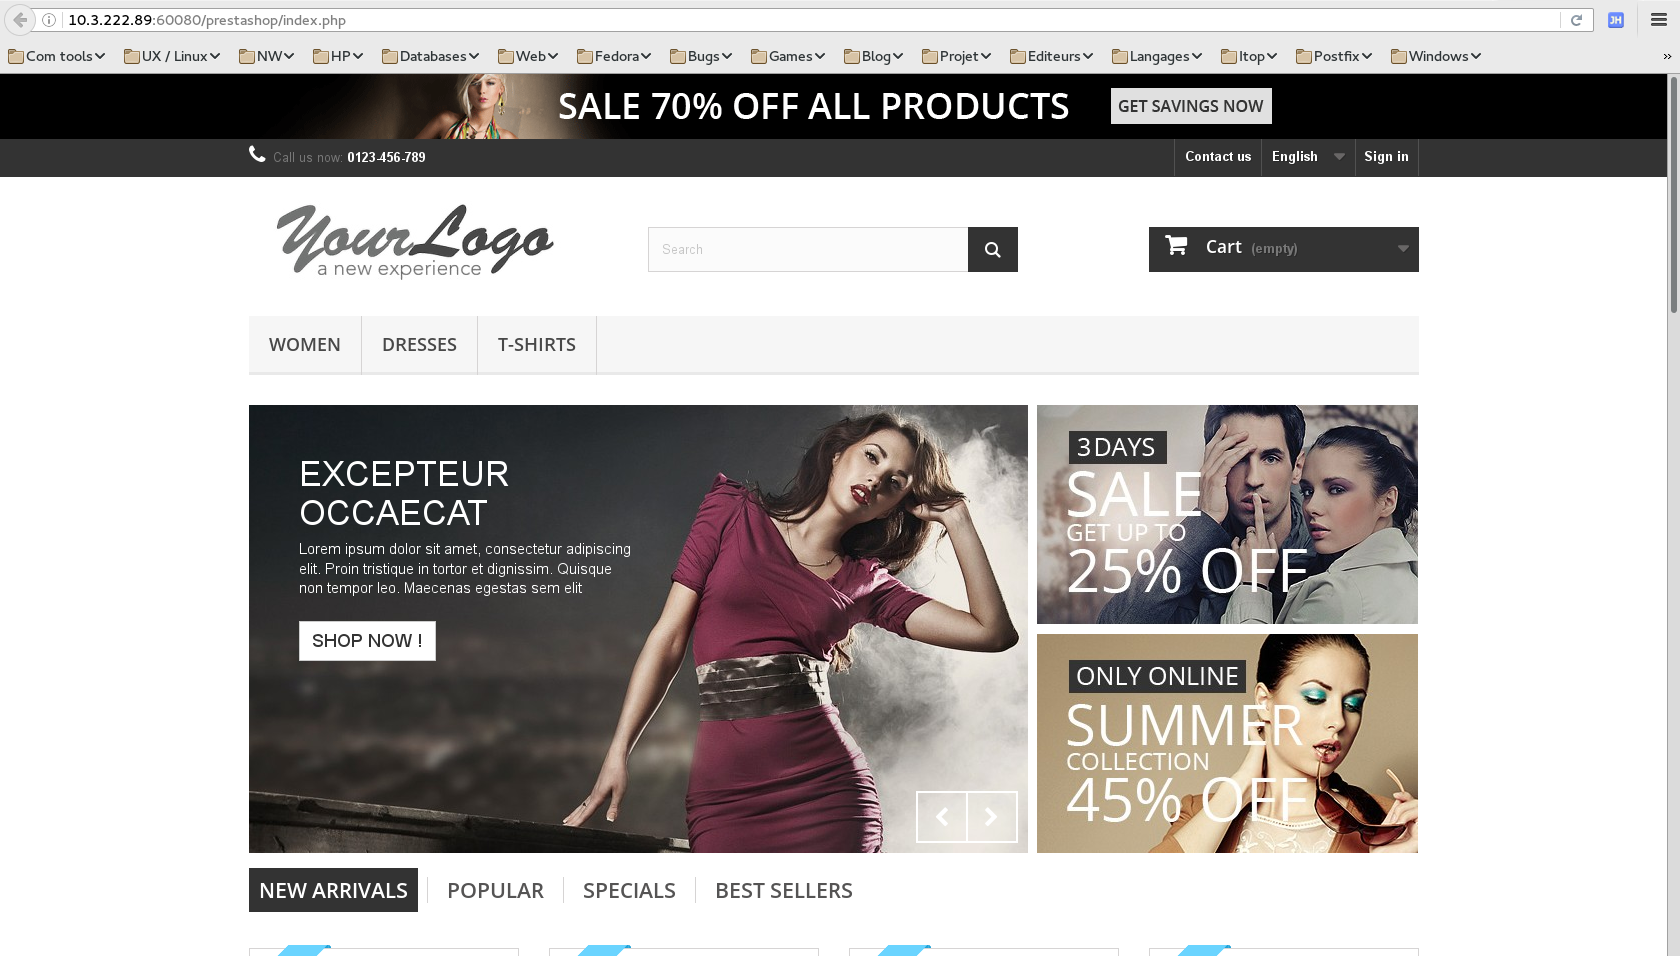 10.3.222.89:60080/prestashop/index.php
JH
Com tools UX / Linux NW HP Databases Web Fedora Bugs Games Blog Projet Editeurs Langages Itop Postfix Windows »
SALE 70% OFF ALL PRODUCTS GET SAVINGS NOW
Call us now: 0123-456-789
Contact us English Sign in
YourLogo
a new experience
Search
Cart (empty)
WOMEN DRESSES T-SHIRTS
EXCEPTEUR
OCCAECAT
Lorem ipsum dolor sit amet, consectetur adipiscing
elit. Proin tristique in tortor et dignissim. Quisque
non tempor leo. Maecenas egestas sem elit
SHOP NOW !
3 DAYS
SALE
GET UP TO
25% OFF
ONLY ONLINE
SUMMER
COLLECTION
45% OFF
NEW ARRIVALS POPULAR SPECIALS BEST SELLERS